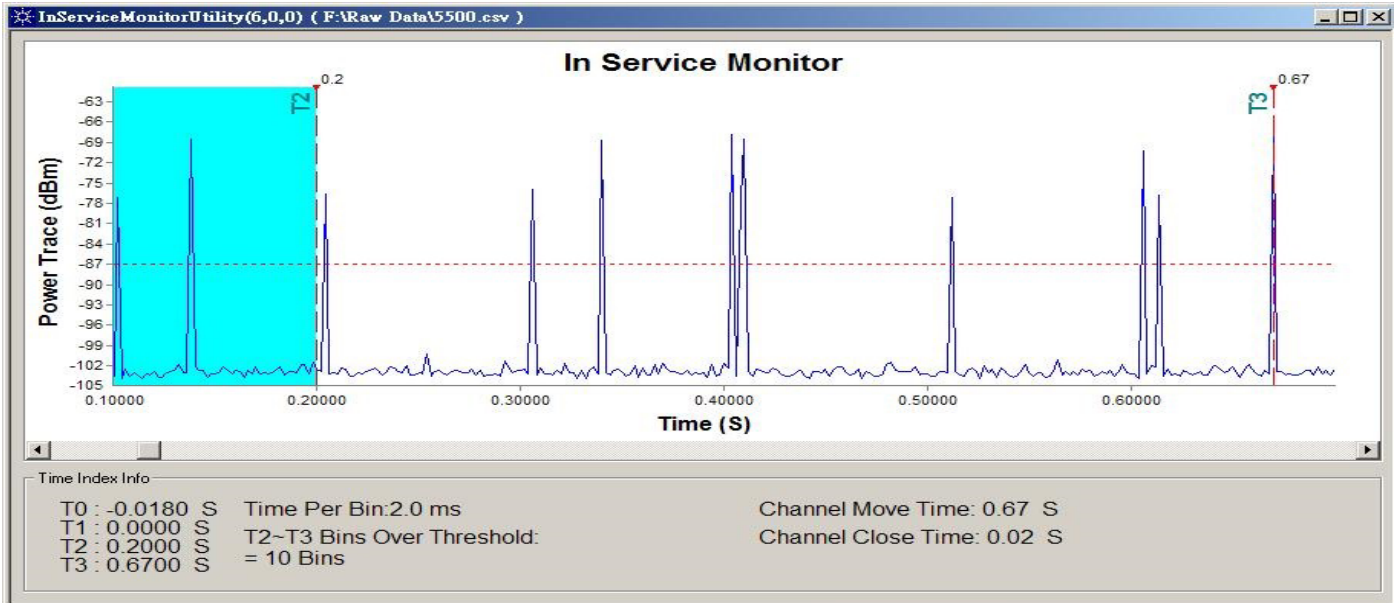 InServiceMonitorUtility(6,0,0) ( F:\Raw Data\5500.csv )
In Service Monitor
0.2
0.67
T2
T3
Power Trace (dBm)
-63
-66
-69
-72
-75
-78
-81
-84
-87
-90
-93
-96
-99
-102
-105
0.10000
0.20000
0.30000
0.40000
0.50000
0.60000
Time (S)
Time Index Info
T0 : -0.0180 S
T1 : 0.0000 S
T2 : 0.2000 S
T3 : 0.6700 S
Time Per Bin:2.0 ms
T2~T3 Bins Over Threshold:
= 10 Bins
Channel Move Time: 0.67 S
Channel Close Time: 0.02 S